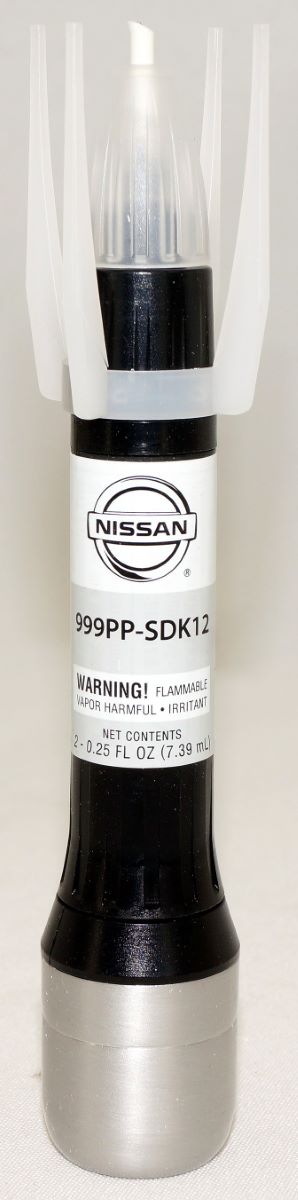 NISSAN
®
999PP-SDK12
WARNING! FLAMMABLE
VAPOR HARMFUL • IRRITANT
NET CONTENTS
2 - 0.25 FL OZ (7.39 mL)